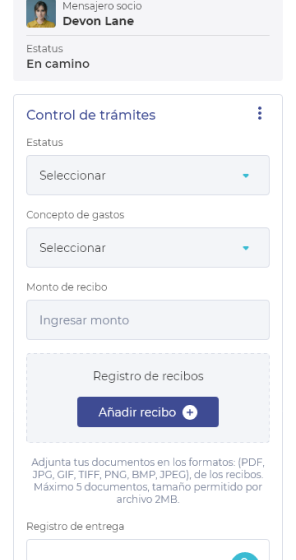 Mensajero socio
Devon Lane
Estatus
En camino
Control de trámites
Estatus
Seleccionar
Concepto de gastos
Seleccionar
Monto de recibo
Ingresar monto
Registro de recibos
Añadir recibo
Adjunta tus documentos en los formatos: (PDF,
JPG, GIF, TIFF, PNG, BMP, JPEG), de los recibos.
Máximo 5 documentos, tamaño permitido por
archivo 2MB.
Registro de entrega